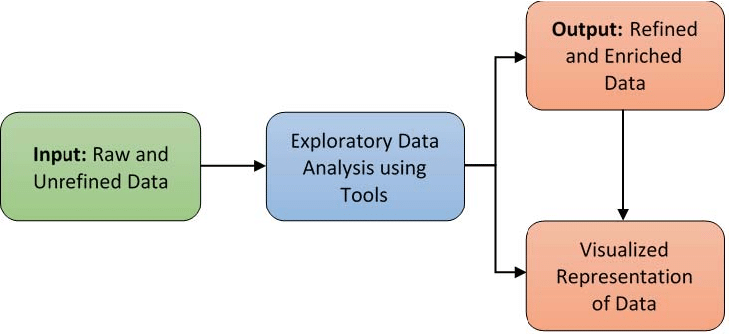 Input: Raw and
Unrefined Data
Exploratory Data
Analysis using
Tools
Output: Refined
and Enriched
Data
Visualized
Representation
of Data